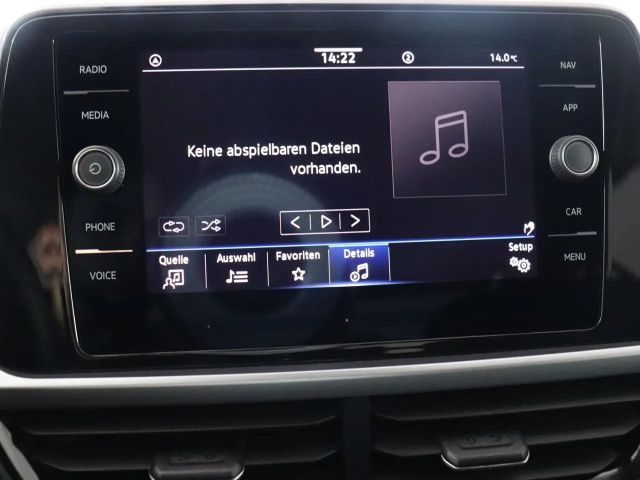 RADIO
MEDIA
PHONE
VOICE
14:22
2
14.0°C
Keine abspielbaren Dateien
vorhanden.
Quelle
Auswahl
Favoriten
Details
Setup
NAV
APP
CAR
MENU